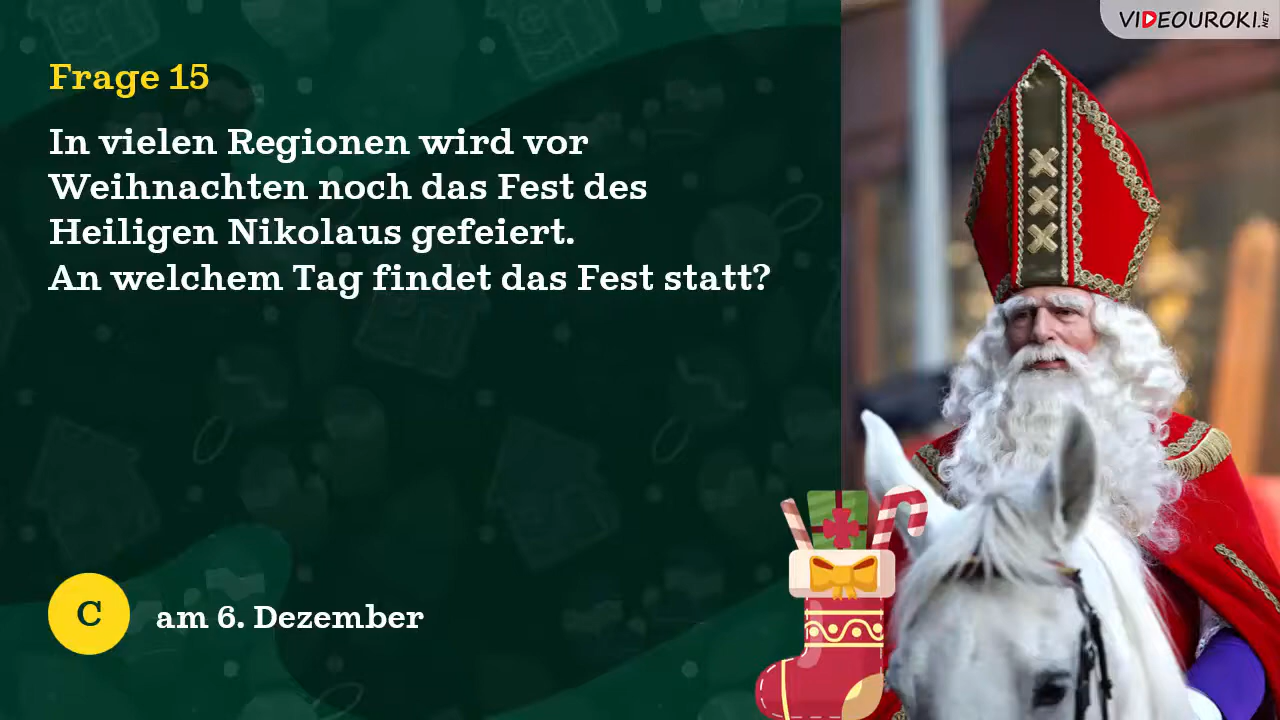 VIDEOUROKI.NET
Frage 15
In vielen Regionen wird vor
Weihnachten noch das Fest des
Heiligen Nikolaus gefeiert.
An welchem Tag findet das Fest statt?
C am 6. Dezember